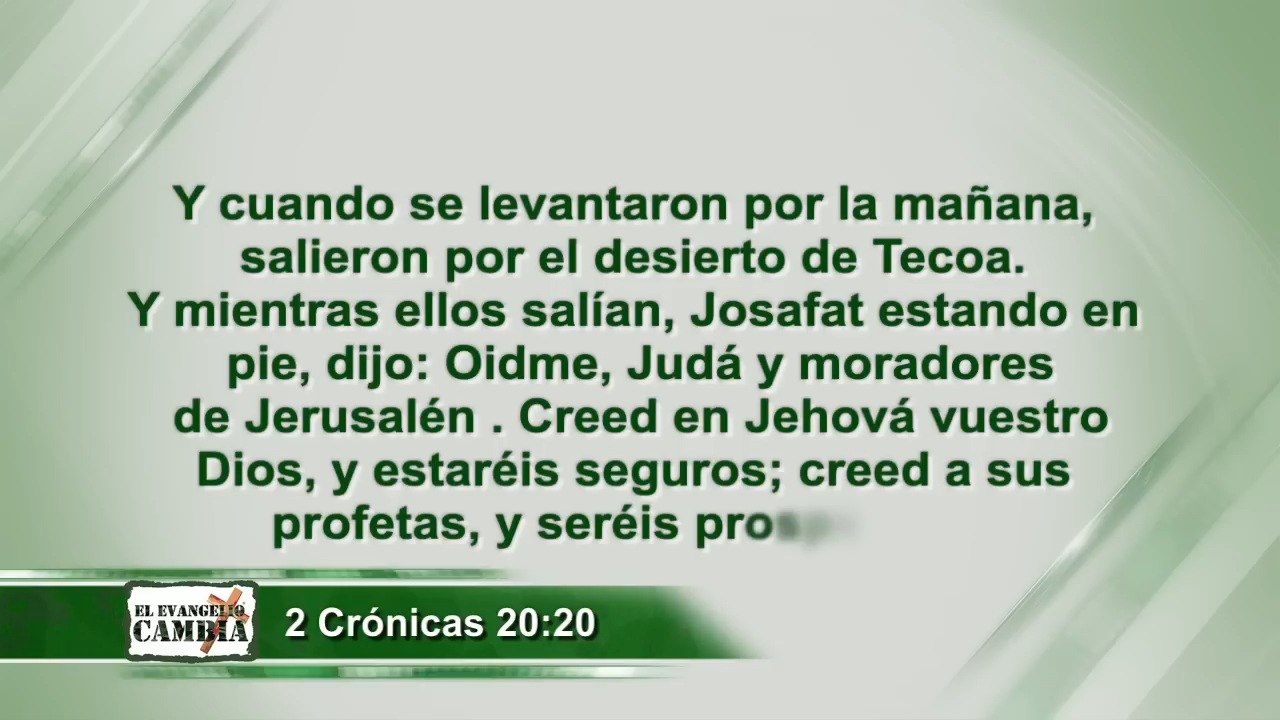 Y cuando se levantaron por la mañana,
salieron por el desierto de Tecoa.
Y mientras ellos salían, Josafat estando en
pie, dijo: Oidme, Judá y moradores
de Jerusalén . Creed en Jehová vuestro
Dios, y estaréis seguros; creed a sus
profetas, y seréis
EL EVANGELIO
CAMBIA
2 Crónicas 20:20